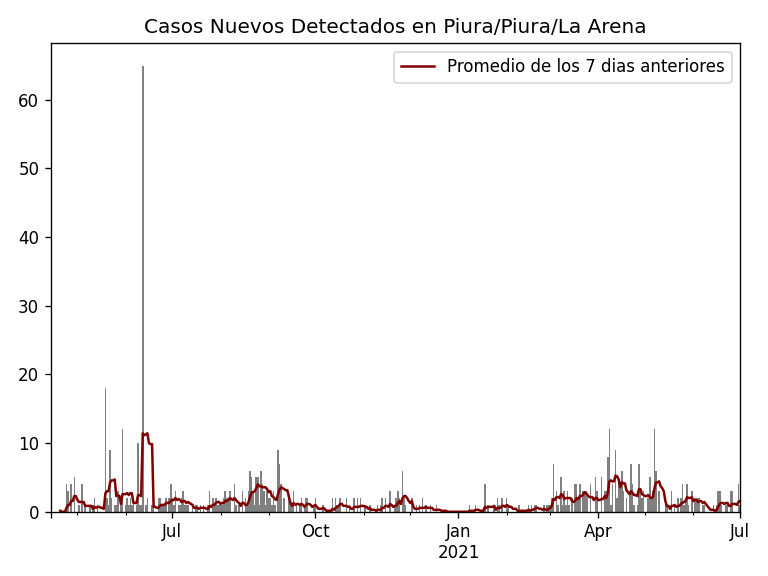 Casos Nuevos Detectados en Piura/Piura/La Arena
Promedio de los 7 dias anteriores
60
50
40
30
20
10
0
Jul
Oct
Jan
Apr
Jul
2021